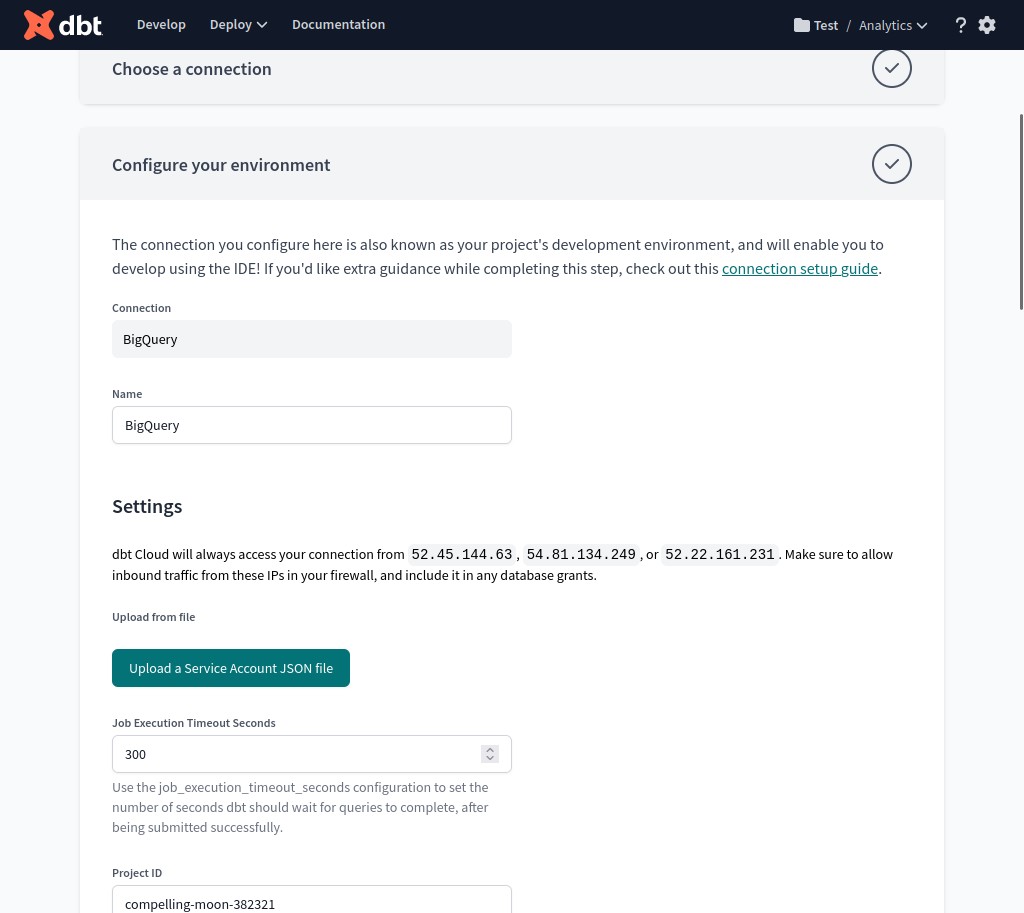 dbt Develop Deploy Documentation Test / Analytics ?
Choose a connection
Configure your environment
The connection you configure here is also known as your project's development environment, and will enable you to
develop using the IDE! If you'd like extra guidance while completing this step, check out this connection setup guide.
Connection
BigQuery
Name
BigQuery
Settings
dbt Cloud will always access your connection from 52.45.144.63, 54.81.134.249, or 52.22.161.231. Make sure to allow
inbound traffic from these IPs in your firewall, and include it in any database grants.
Upload from file
Upload a Service Account JSON file
Job Execution Timeout Seconds
300
Use the job_execution_timeout_seconds configuration to set the
number of seconds dbt should wait for queries to complete, after
being submitted successfully.
Project ID
compelling-moon-382321